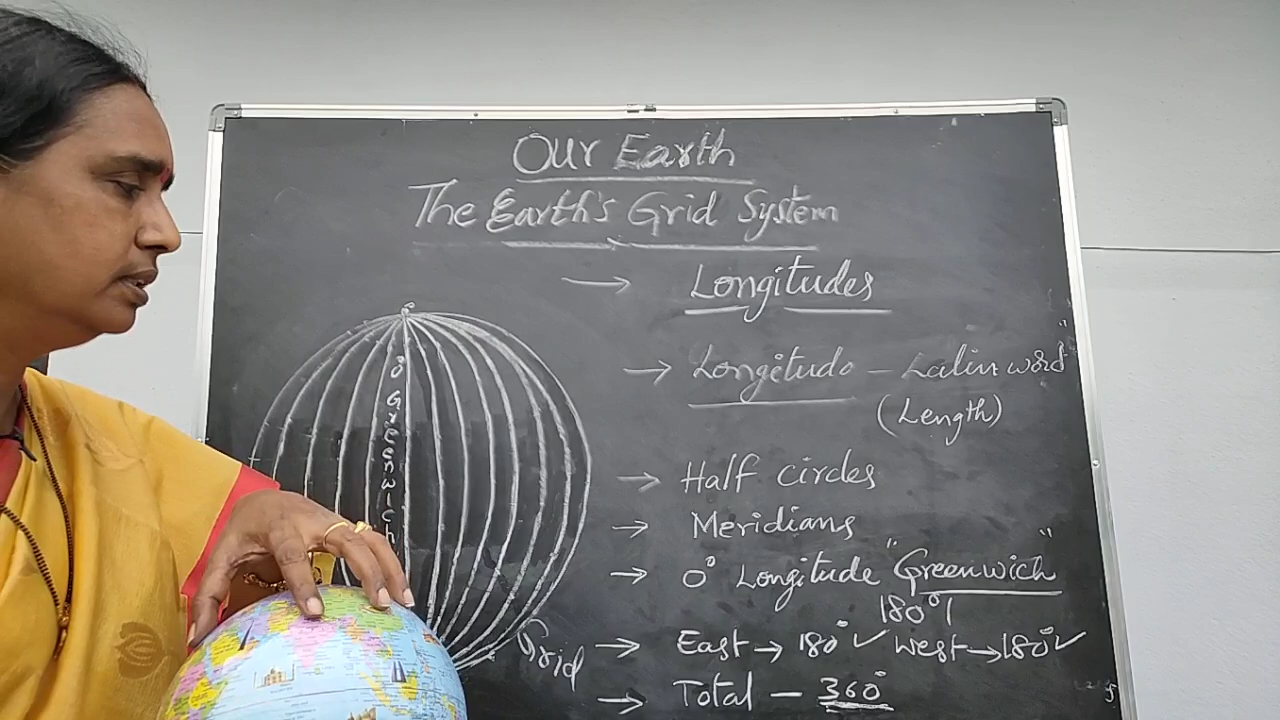 Our Earth
The Earth's Grid System
→ Longitudes
→ Longitudo – Latin word"
(Length)
→ Half circles
→ Meridians
→ 0° Longitude "Greenwich"
180°
Grid → East → 180° ✓ West → 180° ✓
→ Total – 360°
0°
Greenwich